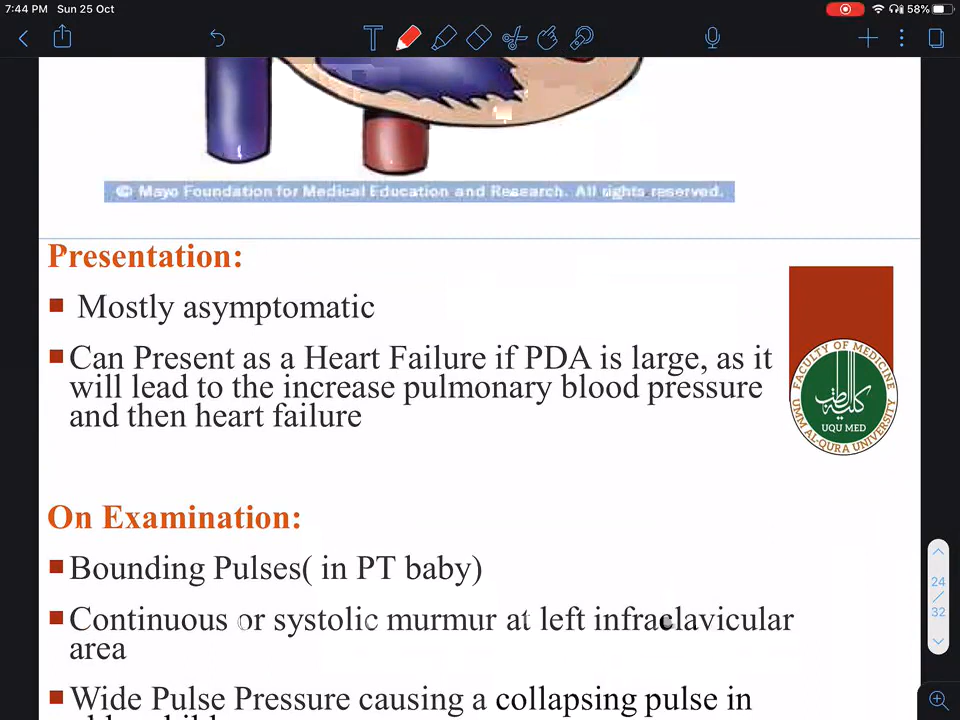 7:44 PM Sun 25 Oct
58%
© Mayo Foundation for Medical Education and Research. All rights reserved.
Presentation:
Mostly asymptomatic
Can Present as a Heart Failure if PDA is large, as it
will lead to the increase pulmonary blood pressure
and then heart failure
FACULTY OF MEDICINE
UQU MED
UMM AL-QURA UNIVERSITY
On Examination:
Bounding Pulses( in PT baby)
Continuous or systolic murmur at left infraclavicular
area
Wide Pulse Pressure causing a collapsing pulse in
24
/
32